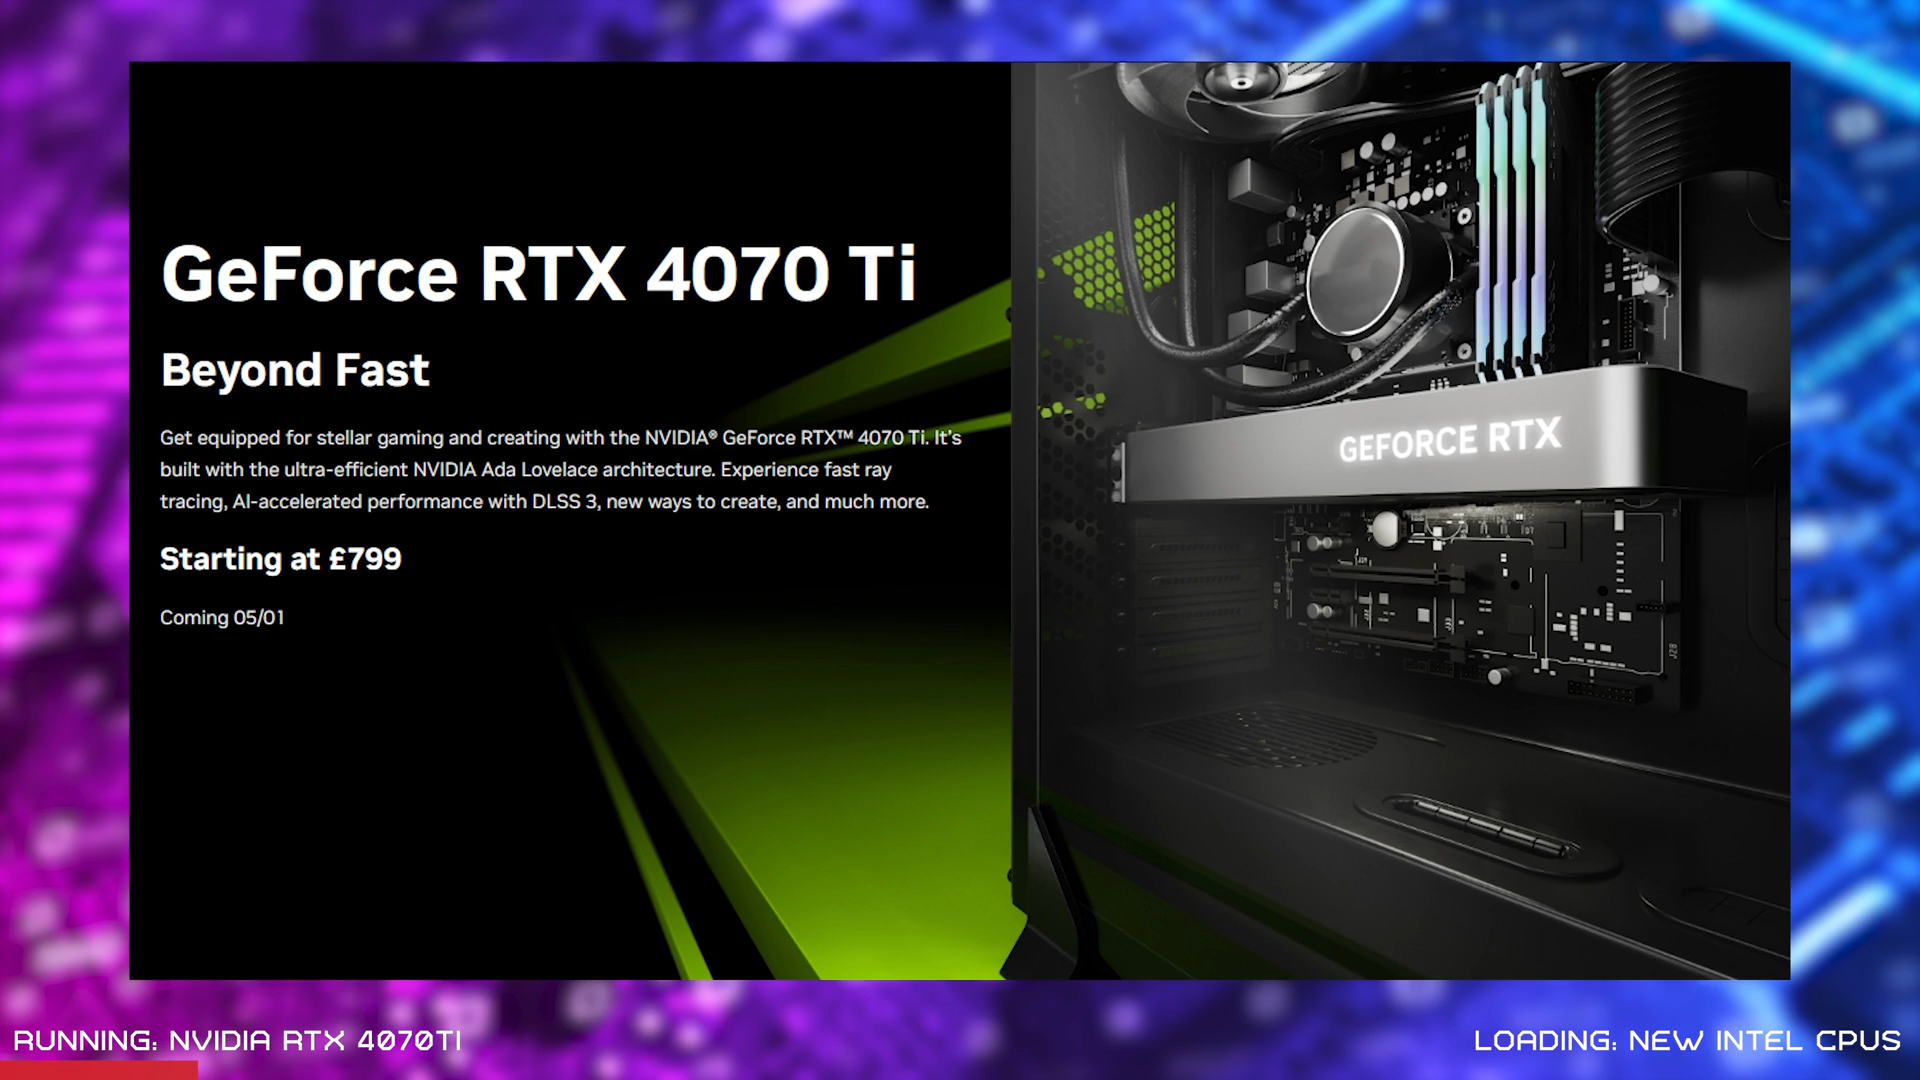 GeForce RTX 4070 Ti
Beyond Fast
Get equipped for stellar gaming and creating with the NVIDIA® GeForce RTX™ 4070 Ti. It's
built with the ultra-efficient NVIDIA Ada Lovelace architecture. Experience fast ray
tracing, AI-accelerated performance with DLSS 3, new ways to create, and much more.
Starting at £799
Coming 05/01
GEFORCE RTX
RUNNING: NVIDIA RTX 4070TI
LOADING: NEW INTEL CPUS